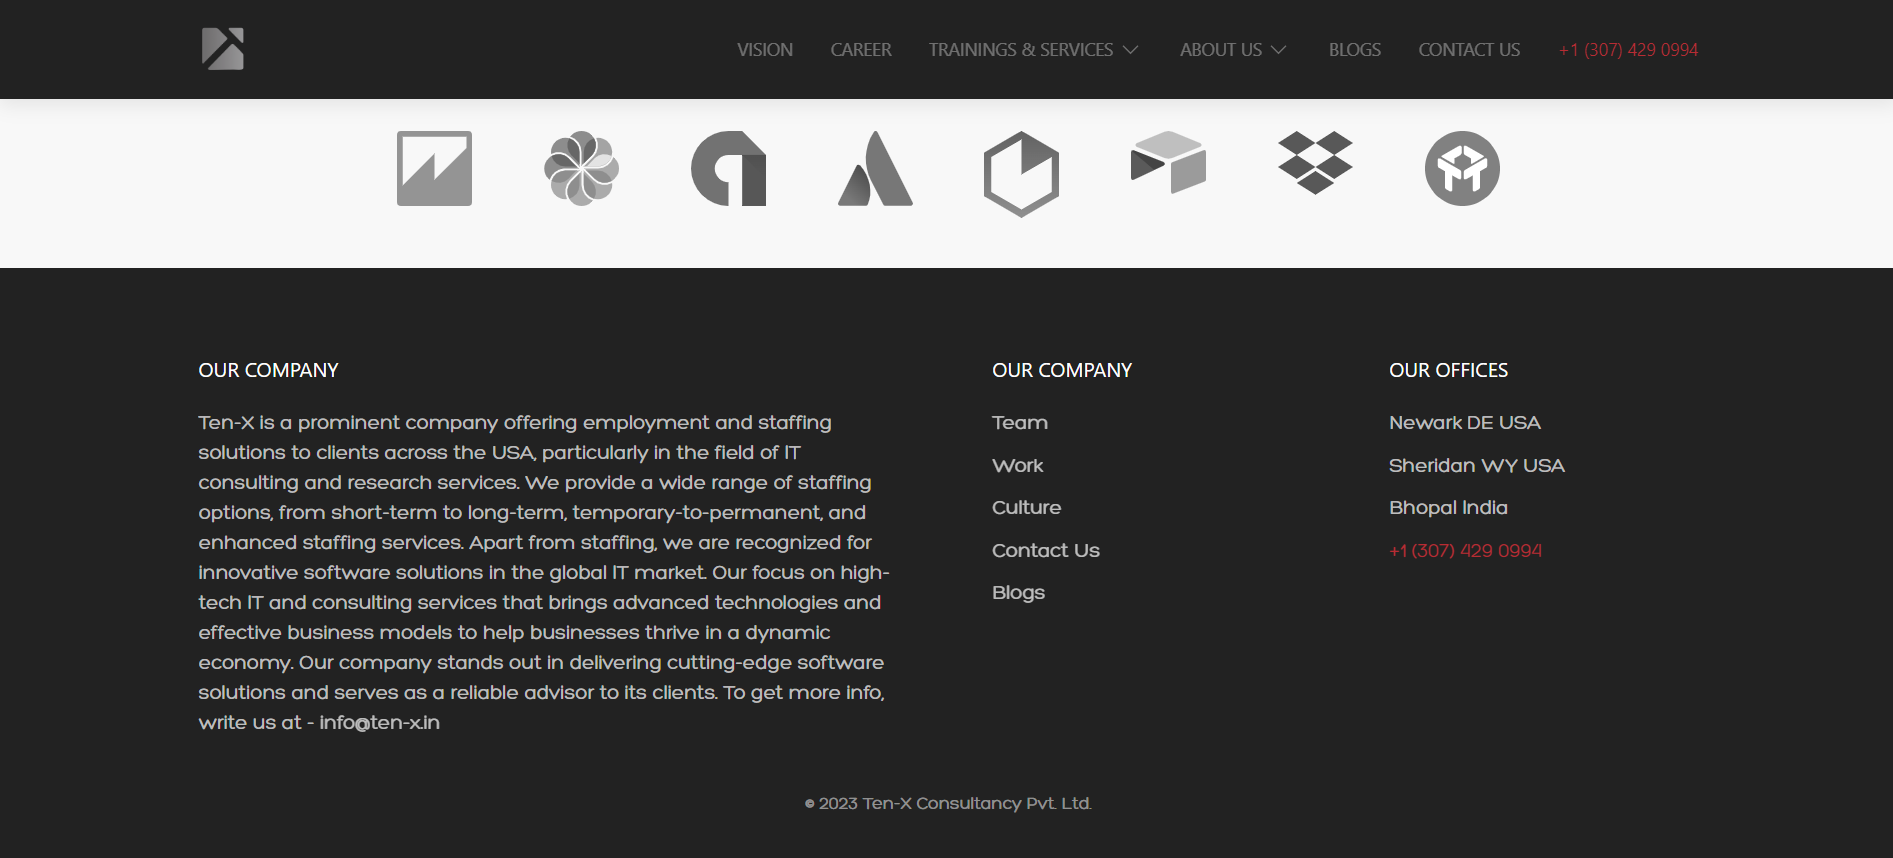 VISION CAREER TRAININGS & SERVICES ABOUT US BLOGS CONTACT US +1 (307) 429 0994
OUR COMPANY
Ten-X is a prominent company offering employment and staffing
solutions to clients across the USA, particularly in the field of IT
consulting and research services. We provide a wide range of staffing
options, from short-term to long-term, temporary-to-permanent, and
enhanced staffing services. Apart from staffing, we are recognized for
innovative software solutions in the global IT market. Our focus on high-
tech IT and consulting services that brings advanced technologies and
effective business models to help businesses thrive in a dynamic
economy. Our company stands out in delivering cutting-edge software
solutions and serves as a reliable advisor to its clients. To get more info,
write us at - info@ten-x.in
OUR COMPANY
Team
Work
Culture
Contact Us
Blogs
OUR OFFICES
Newark DE USA
Sheridan WY USA
Bhopal India
+1 (307) 429 0994
© 2023 Ten-X Consultancy Pvt. Ltd.